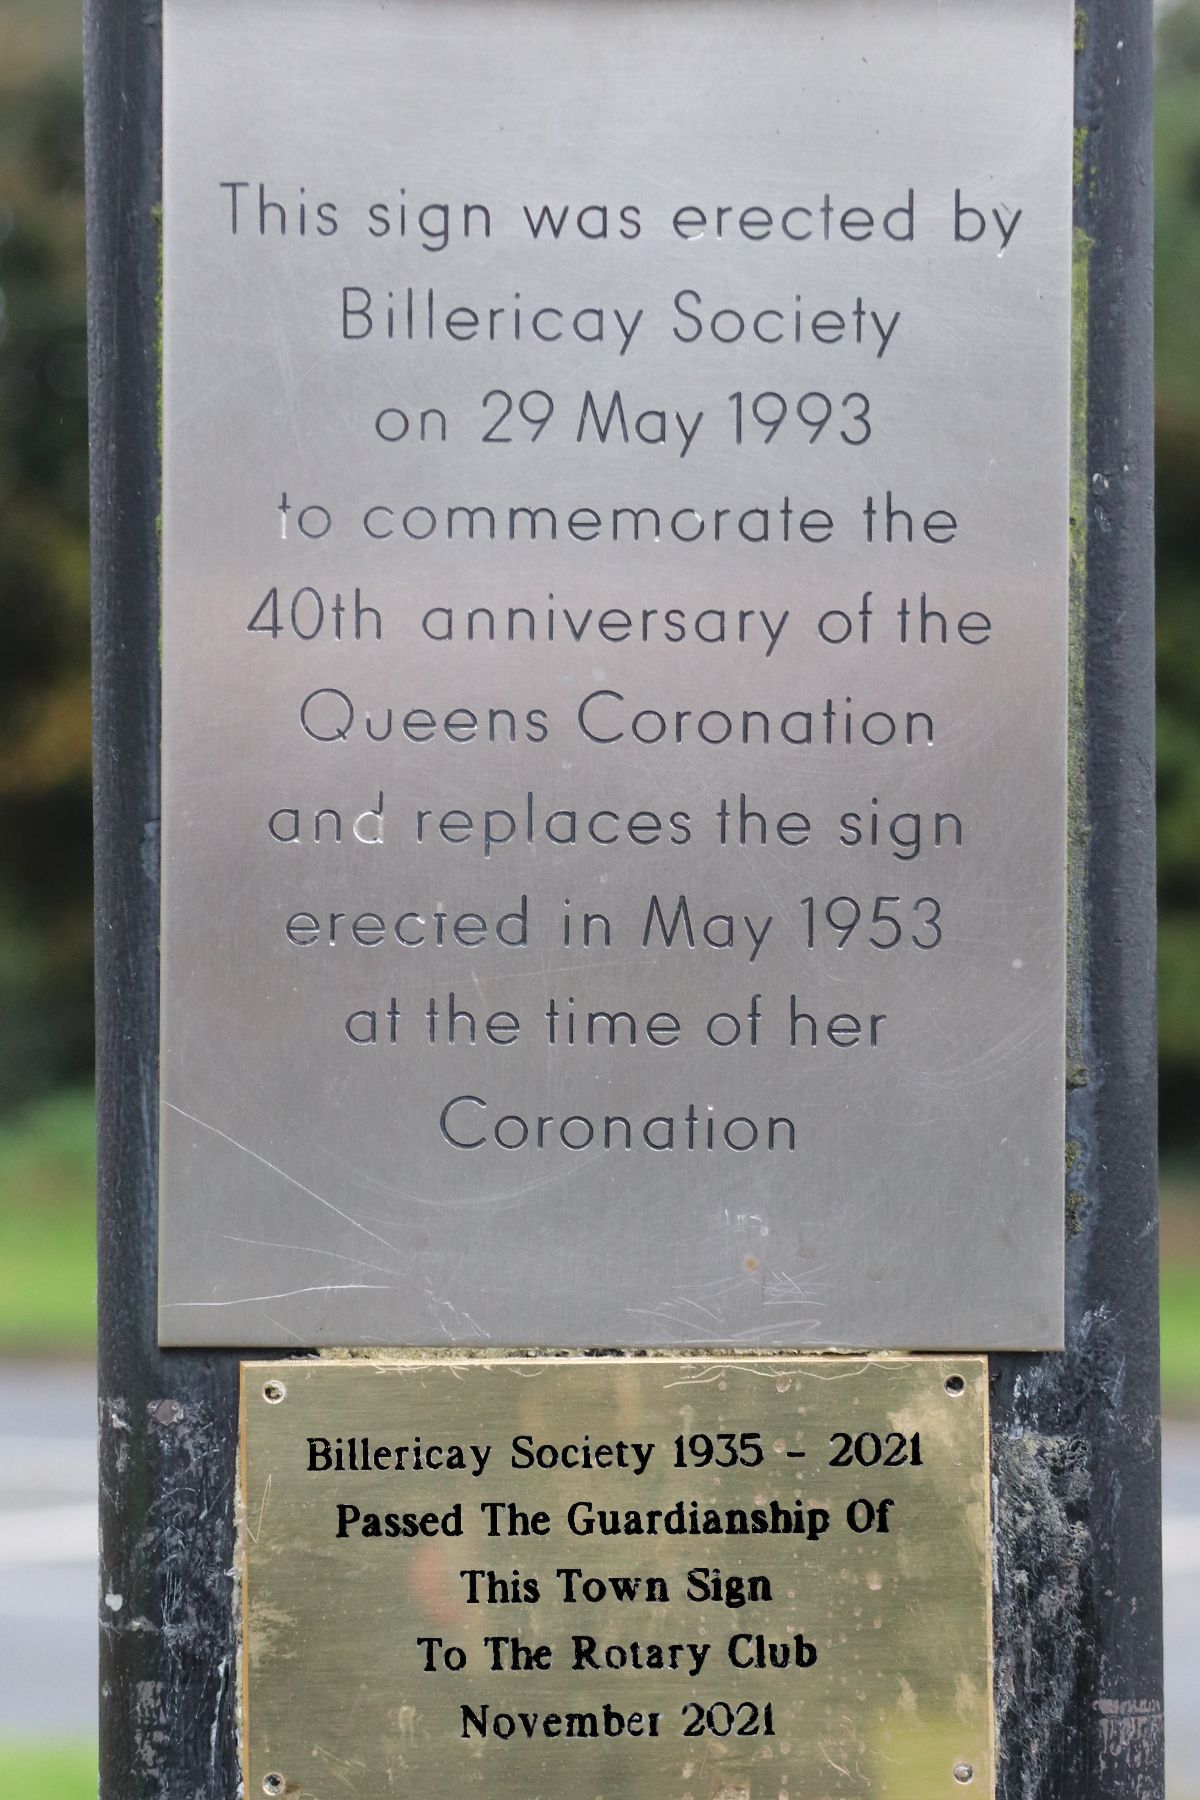 This sign was erected by
Billericay Society
on 29 May 1993
to commemorate the
40th anniversary of the
Queens Coronation
and replaces the sign
erected in May 1953
at the time of her
Coronation
Billericay Society 1935 - 2021
Passed The Guardianship Of
This Town Sign
To The Rotary Club
November 2021